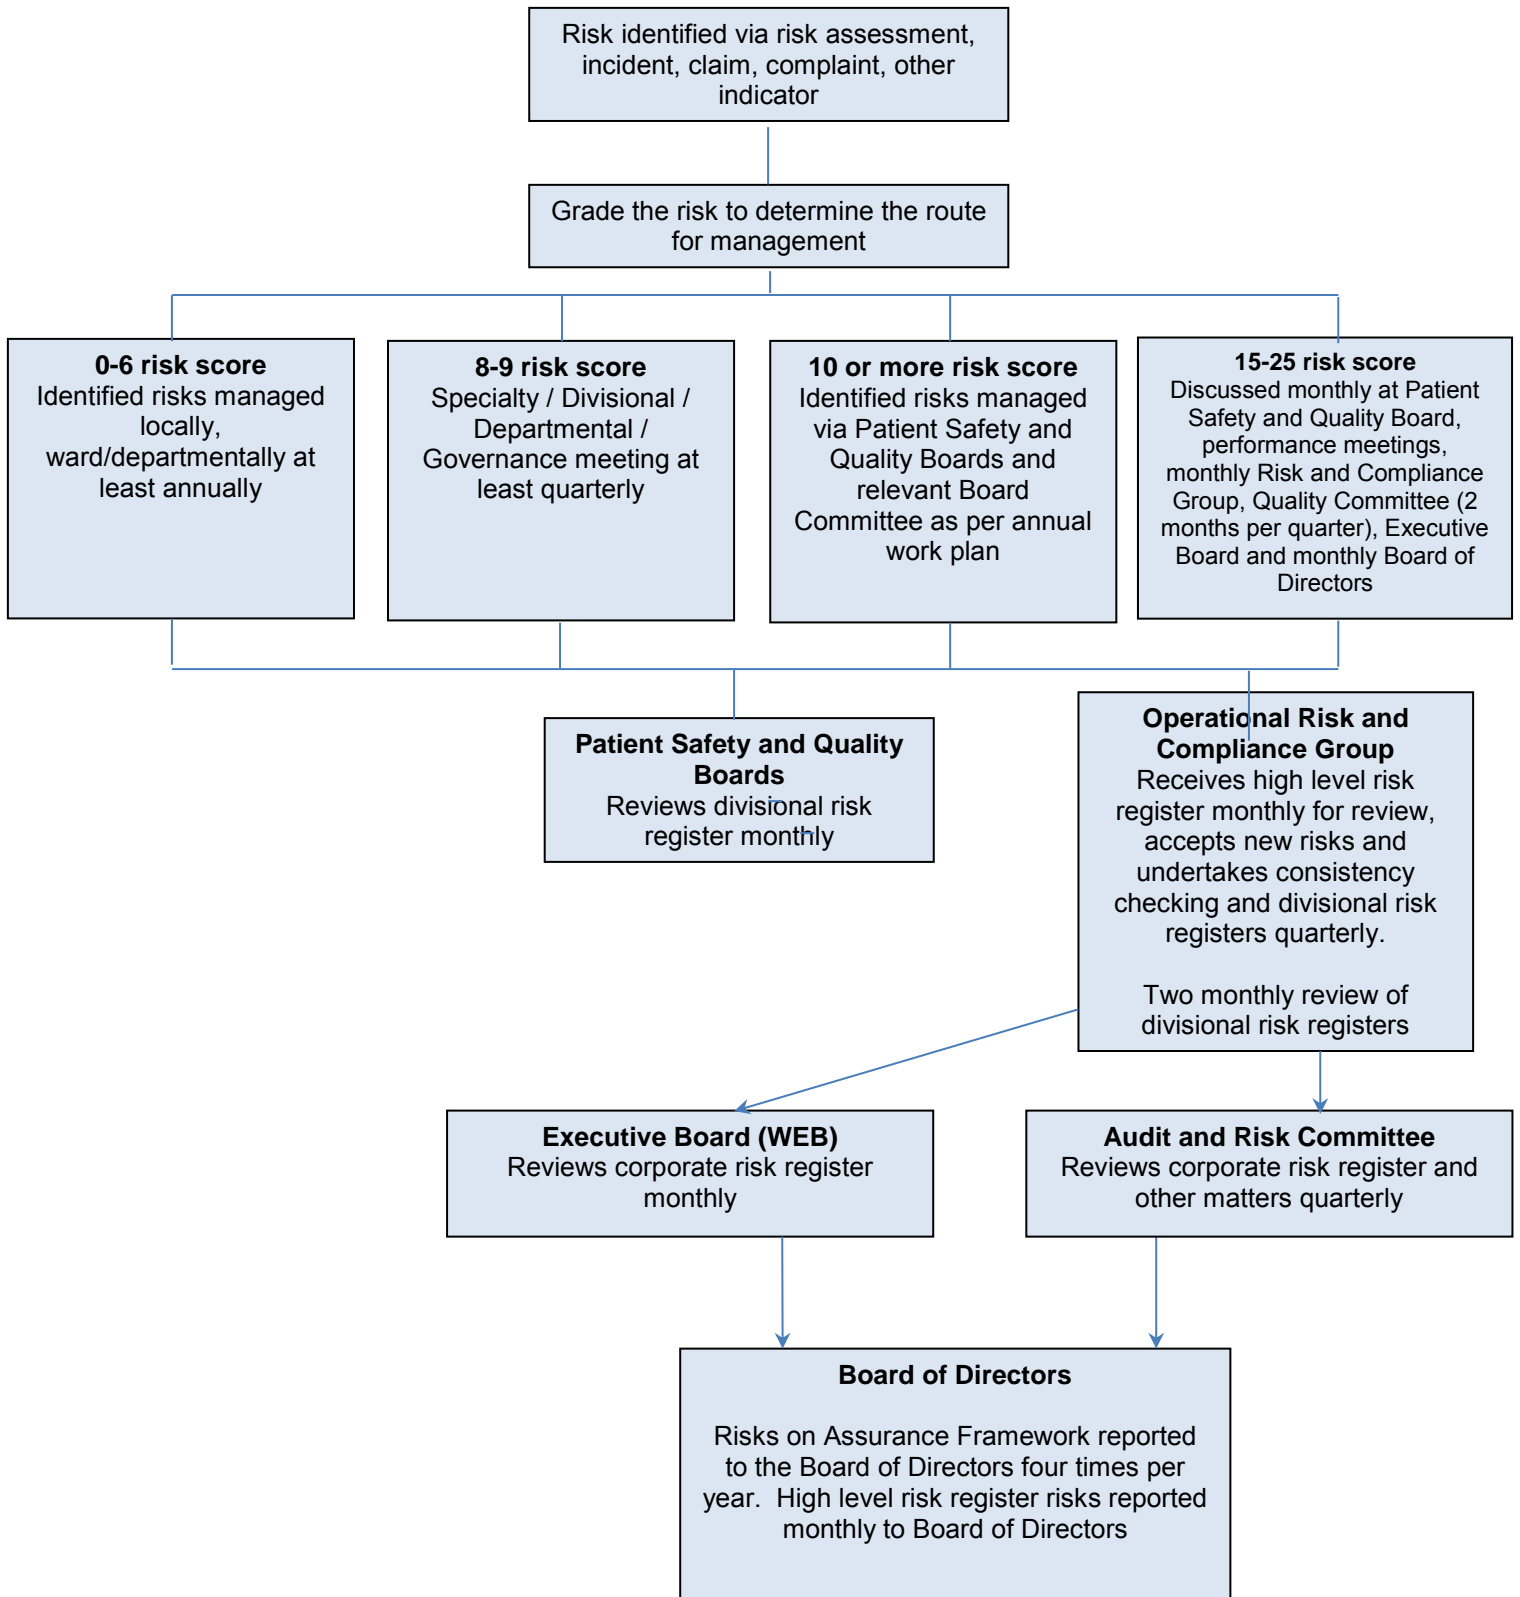 Risk identified via risk assessment,
incident, claim, complaint, other
indicator
Grade the risk to determine the route
for management
0-6 risk score
Identified risks managed
locally,
ward/departmentally at
least annually
8-9 risk score
Specialty / Divisional /
Departmental /
Governance meeting at
least quarterly
10 or more risk score
Identified risks managed
via Patient Safety and
Quality Boards and
relevant Board
Committee as per annual
work plan
15-25 risk score
Discussed monthly at Patient
Safety and Quality Board,
performance meetings,
monthly Risk and Compliance
Group, Quality Committee (2
months per quarter), Executive
Board and monthly Board of
Directors
Patient Safety and Quality
Boards
Reviews divisional risk
register monthly
Operational Risk and
Compliance Group
Receives high level risk
register monthly for review,
accepts new risks and
undertakes consistency
checking and divisional risk
registers quarterly.
Two monthly review of
divisional risk registers
Executive Board (WEB)
Reviews corporate risk register
monthly
Audit and Risk Committee
Reviews corporate risk register and
other matters quarterly
Board of Directors
Risks on Assurance Framework reported
to the Board of Directors four times per
year.  High level risk register risks reported
monthly to Board of Directors